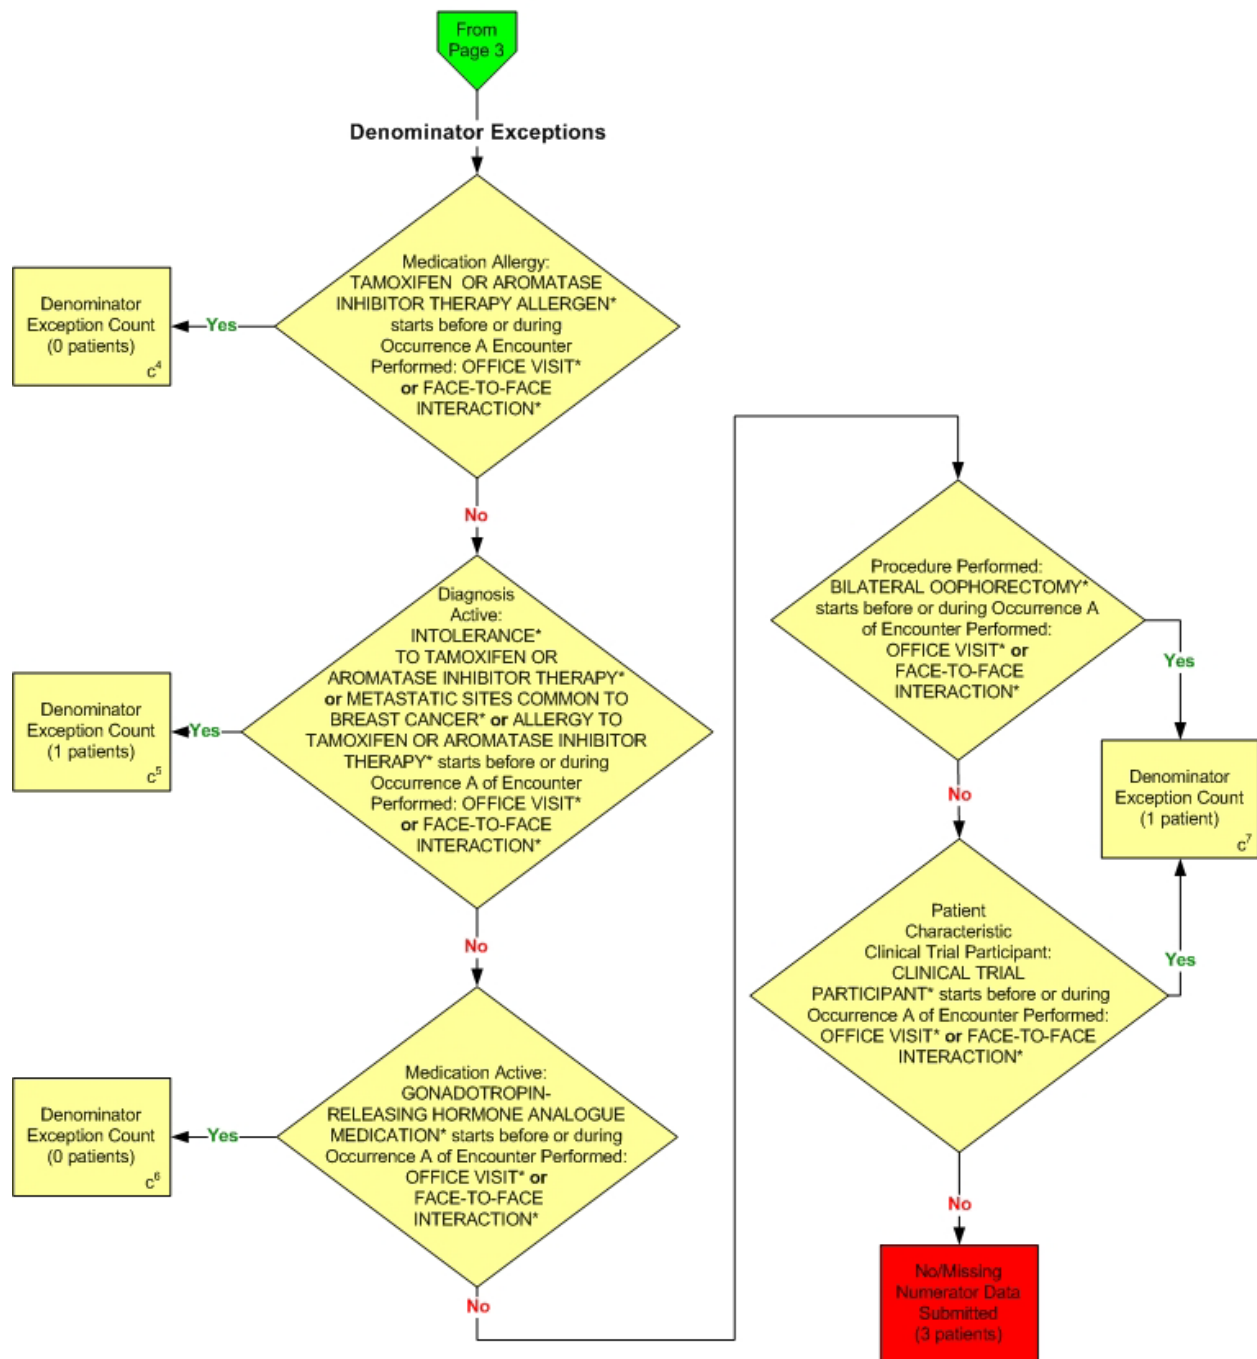 From
Page 3
Denominator Exceptions
Medication Allergy:
TAMOXIFEN OR AROMATASE
INHIBITOR THERAPY ALLERGEN*
starts before or during
Occurrence A Encounter
Performed: OFFICE VISIT*
or FACE-TO-FACE
INTERACTION*
Yes
Denominator
Exception Count
(0 patients)
c4
No
Diagnosis
Active:
INTOLERANCE*
TO TAMOXIFEN OR
AROMATASE INHIBITOR THERAPY*
or METASTATIC SITES COMMON TO
BREAST CANCER* or ALLERGY TO
TAMOXIFEN OR AROMATASE INHIBITOR
THERAPY* starts before or during
Occurrence A of Encounter
Performed: OFFICE VISIT*
or FACE-TO-FACE
INTERACTION*
Yes
Denominator
Exception Count
(1 patients)
c5
No
Medication Active:
GONADOTROPIN-
RELEASING HORMONE ANALOGUE
MEDICATION* starts before or during
Occurrence A of Encounter Performed:
OFFICE VISIT* or
FACE-TO-FACE
INTERACTION*
Yes
Denominator
Exception Count
(0 patients)
c6
No
Procedure Performed:
BILATERAL OOPHORECTOMY*
starts before or during Occurrence A
of Encounter Performed:
OFFICE VISIT* or
FACE-TO-FACE
INTERACTION*
Yes
Denominator
Exception Count
(1 patient)
c7
No
Patient
Characteristic
Clinical Trial Participant:
CLINICAL TRIAL
PARTICIPANT* starts before or during
Occurrence A of Encounter Performed:
OFFICE VISIT* or FACE-TO-FACE
INTERACTION*
Yes
No
No/Missing
Numerator Data
Submitted
(3 patients)